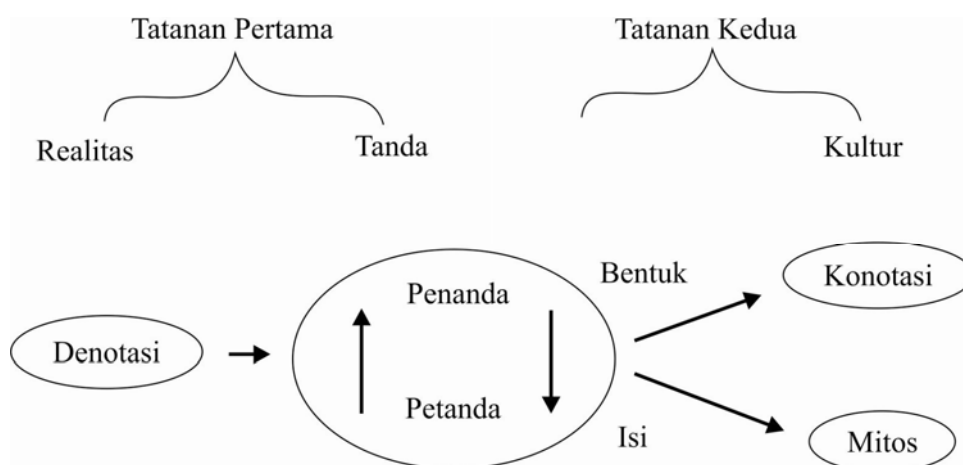 Tatanan Pertama
Tatanan Kedua
Realitas
Tanda
Kultur
Penanda
Bentuk
Konotasi
Denotasi
Petanda
Isi
Mitos